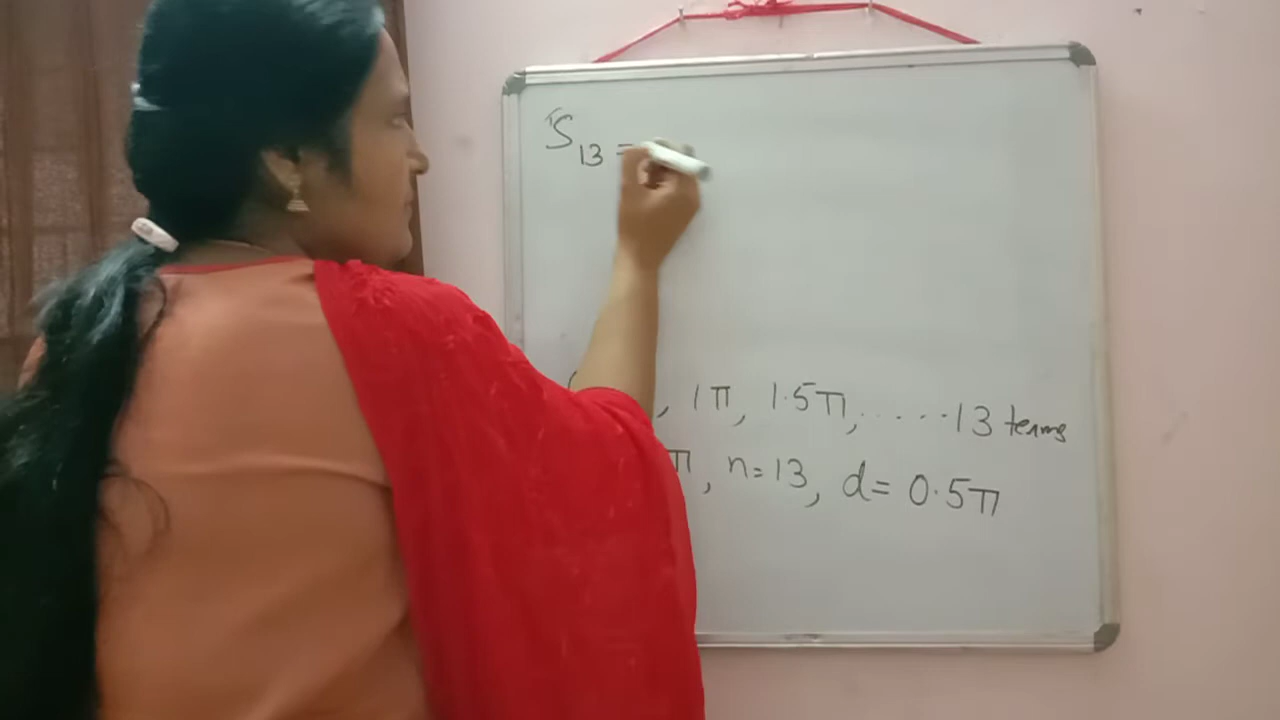 S₁₃ =
, 1π, 1.5π, ..... 13 terms
π, n=13, d= 0.5π